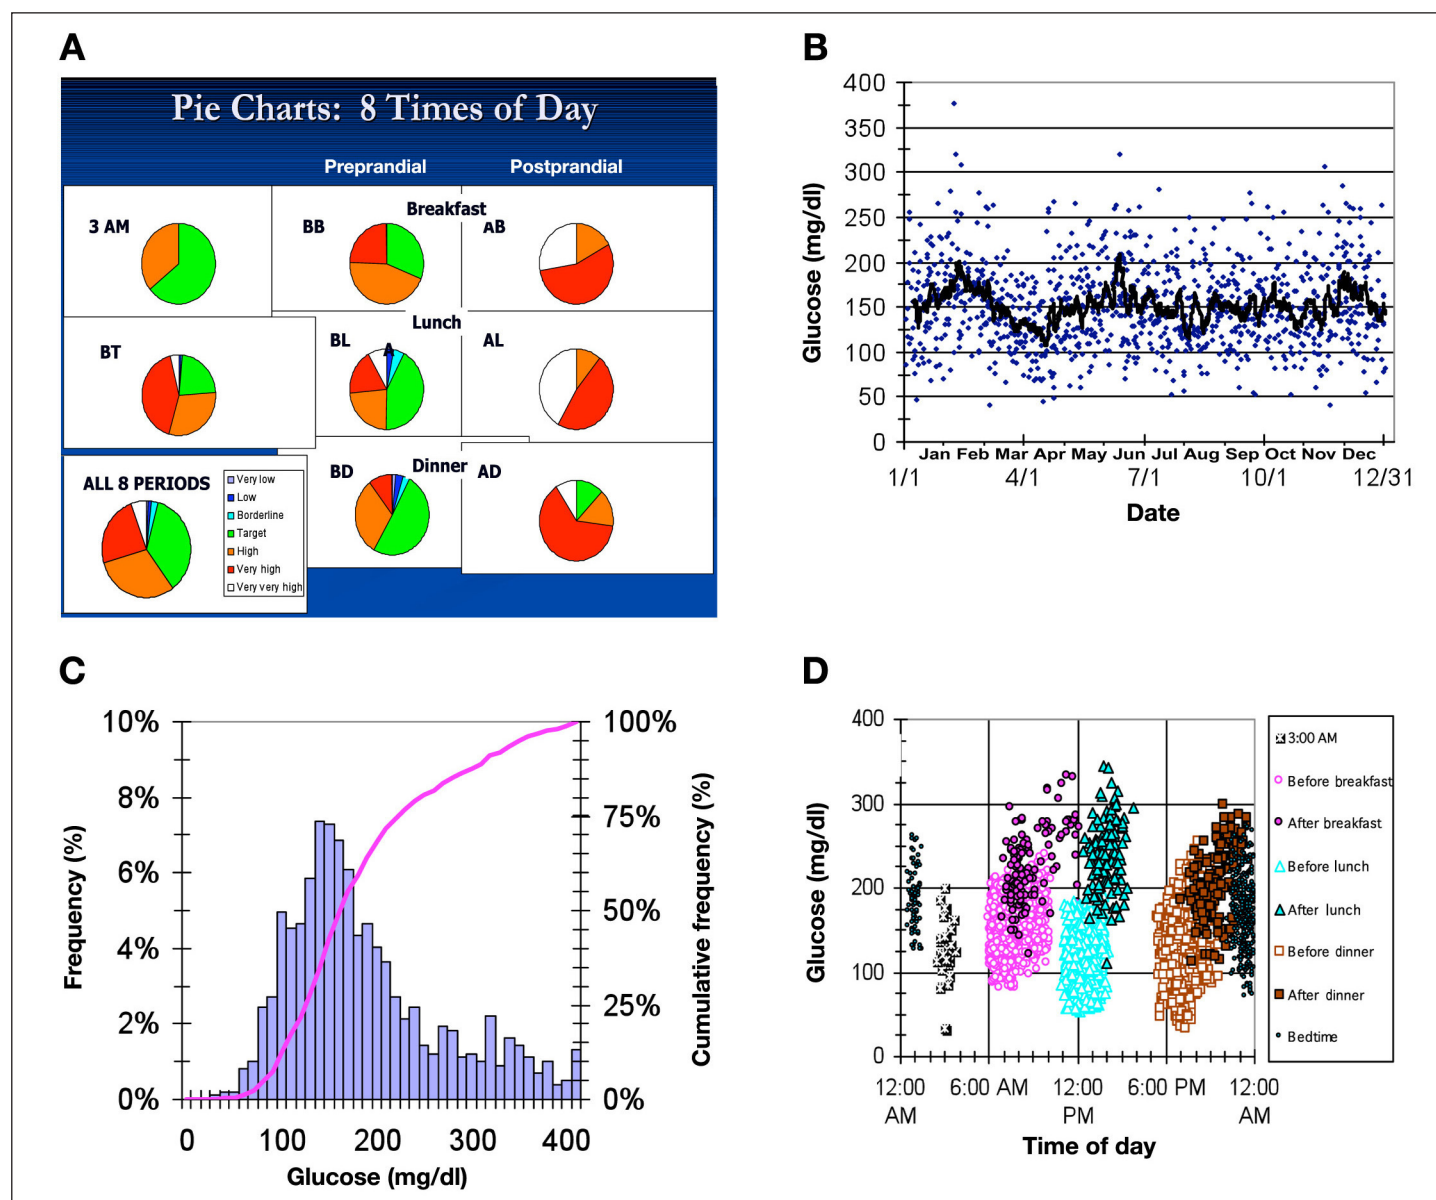 A
Pie Charts: 8 Times of Day
Preprandial Postprandial
Breakfast
3 AM BB AB
Lunch
BT BL AL
A
Dinner
BD AD
ALL 8 PERIODS
Very low
Low
Borderline
Target
High
Very high
Very very high
B
Glucose (mg/dl)
400
350
300
250
200
150
100
50
0
Jan Feb Mar Apr May Jun Jul Aug Sep Oct Nov Dec
1/1 4/1 7/1 10/1 12/31
Date
C
Frequency (%)
10%
8%
6%
4%
2%
0%
100%
75%
50%
25%
0%
Cumulative frequency (%)
0 100 200 300 400
Glucose (mg/dl)
D
Glucose (mg/dl)
400
300
200
100
0
12:00 6:00 AM 12:00 6:00 PM 12:00
AM PM AM
Time of day
3:00 AM
Before breakfast
After breakfast
Before lunch
After lunch
Before dinner
After dinner
Bedtime